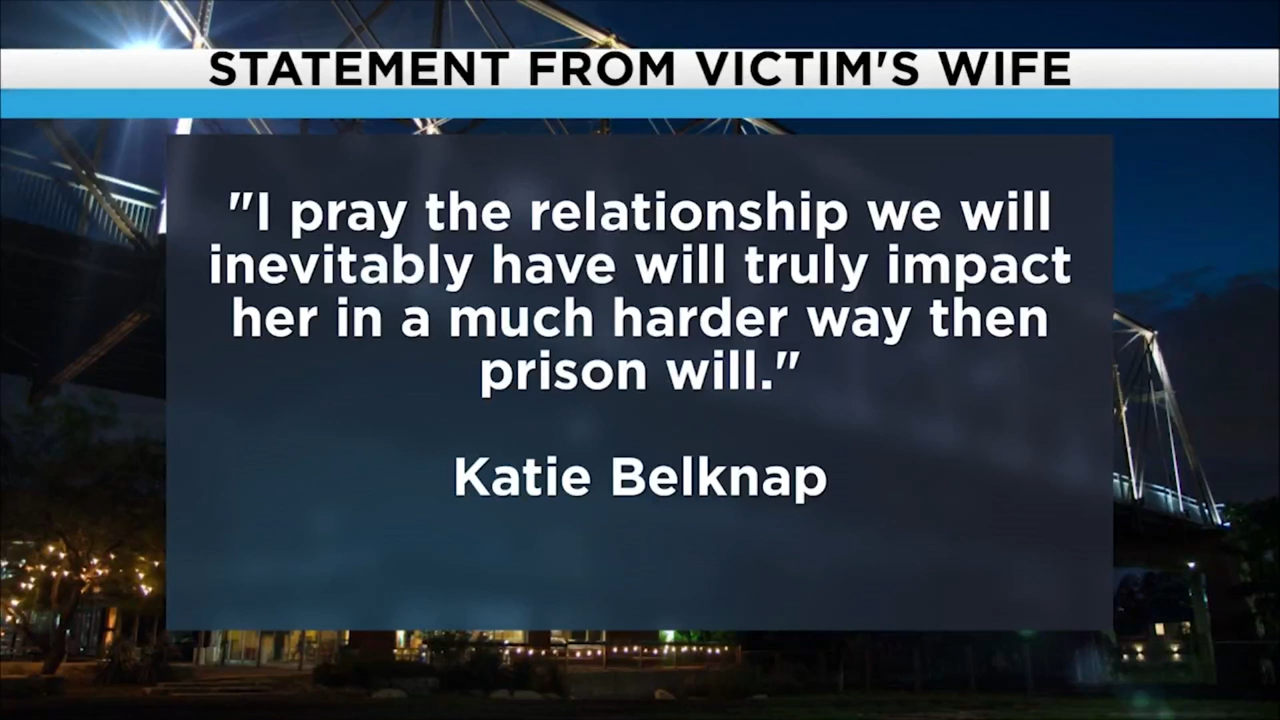 STATEMENT FROM VICTIM'S WIFE
"I pray the relationship we will
inevitably have will truly impact
her in a much harder way then
prison will."
Katie Belknap